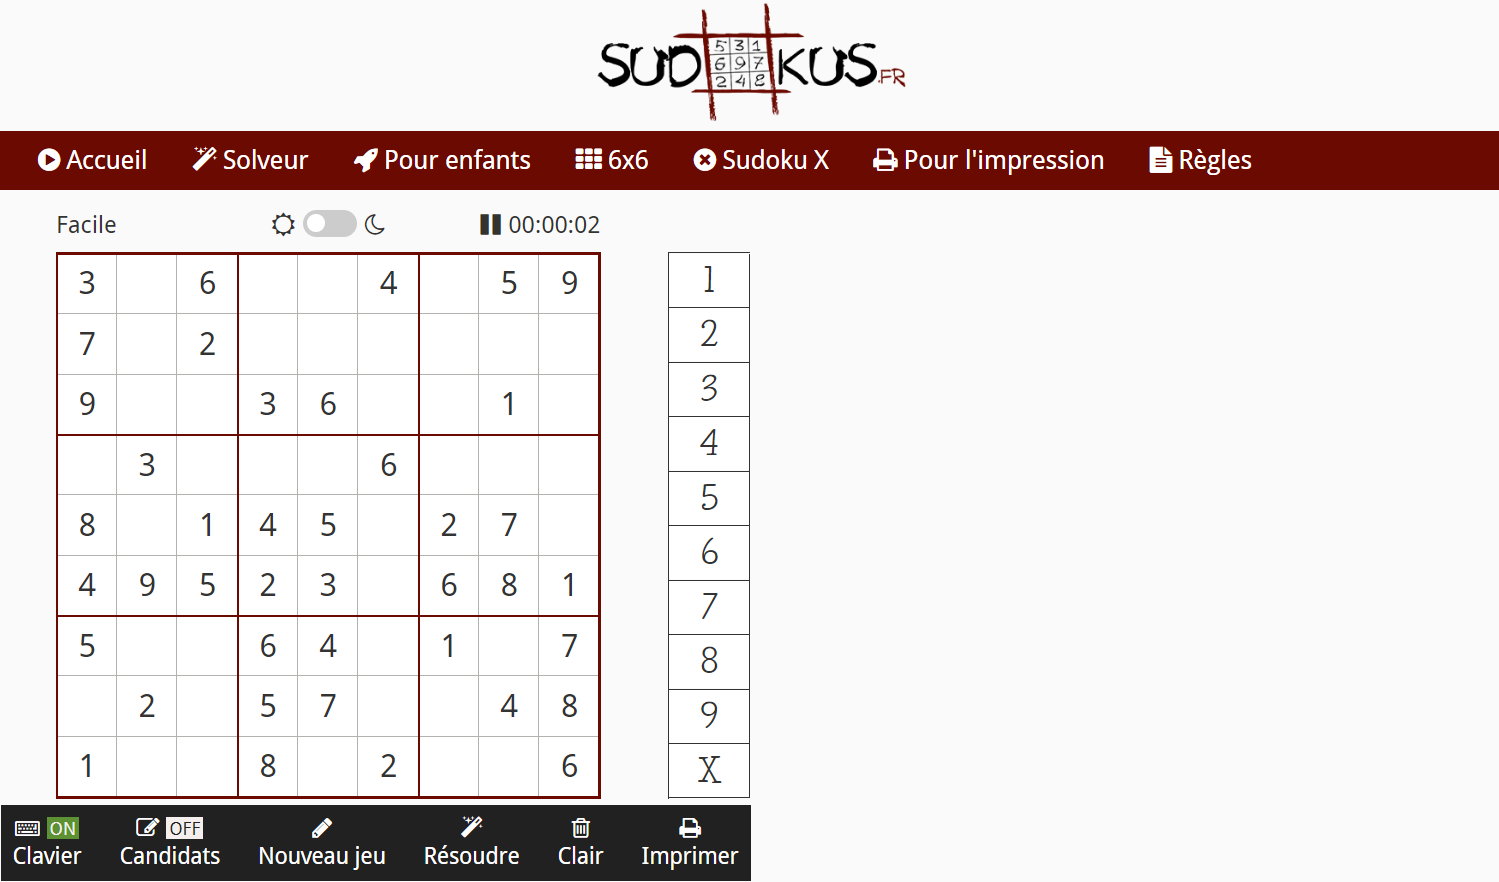 SUDOKUS.FR
5 3 1
6 9 7
2 4 8
Accueil Solveur Pour enfants 6x6 Sudoku X Pour l'impression Règles
Facile 00:00:02
3 6 4 5 9
7 2
9 3 6 1
3 6
8 1 4 5 2 7
4 9 5 2 3 6 8 1
5 6 4 1 7
2 5 7 4 8
1 8 2 6
1
2
3
4
5
6
7
8
9
X
ON OFF
Clavier Candidats Nouveau jeu Résoudre Clair Imprimer